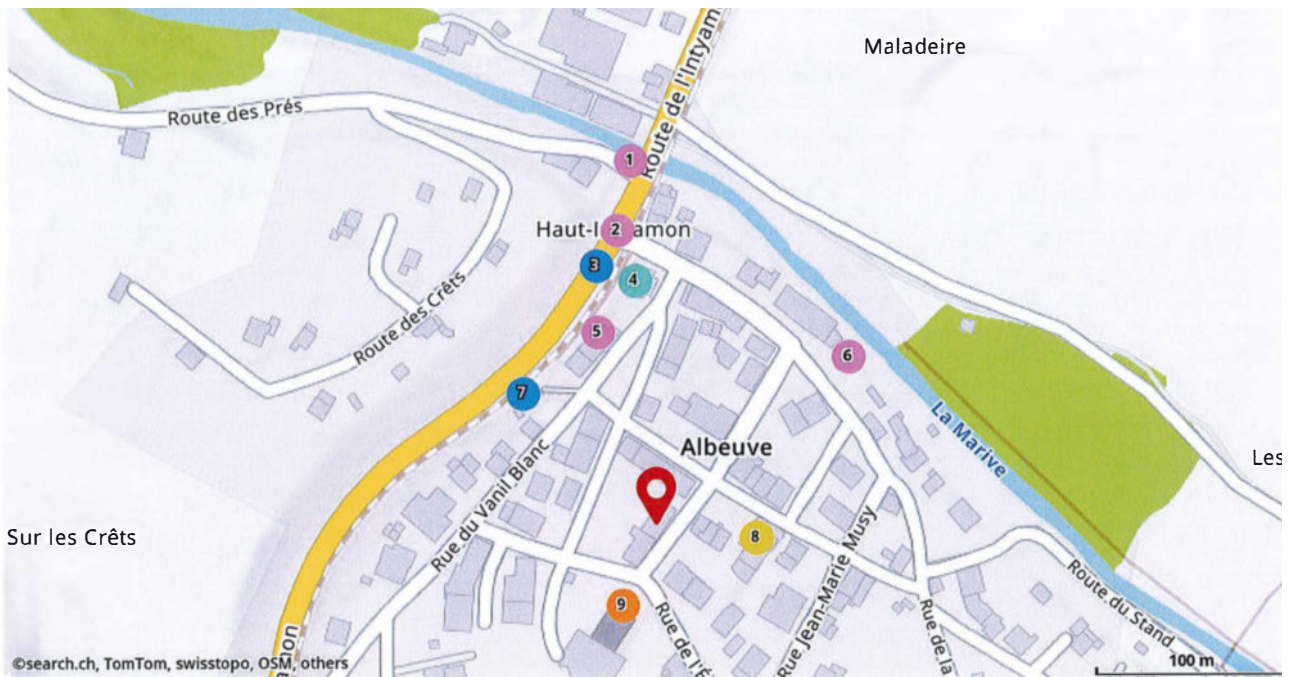 Maladeire
Route de l'Intyam
Route des Prés
1
2
Haut-I amon
3
4
Route des Crêts
5
6
7
La Marive
Albeuve
Les
Rue du Vanil Blanc
Sur les Crêts
8
Rue Jean-Marie Musy
Route du Stand
9
Rue de l'É
Rue de la
amon
©search.ch, TomTom, swisstopo, OSM, others
100 m